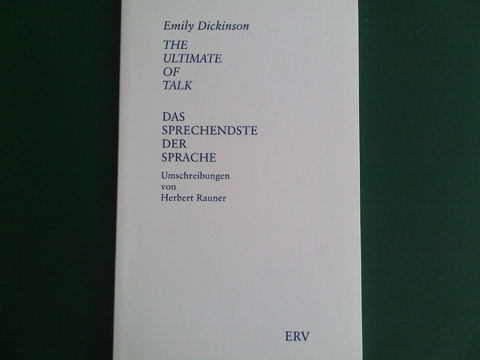 Emily Dickinson
THE
ULTIMATE
OF
TALK
DAS
SPRECHENDSTE
DER
SPRACHE
Umschreibungen
von
Herbert Rauner
ERV